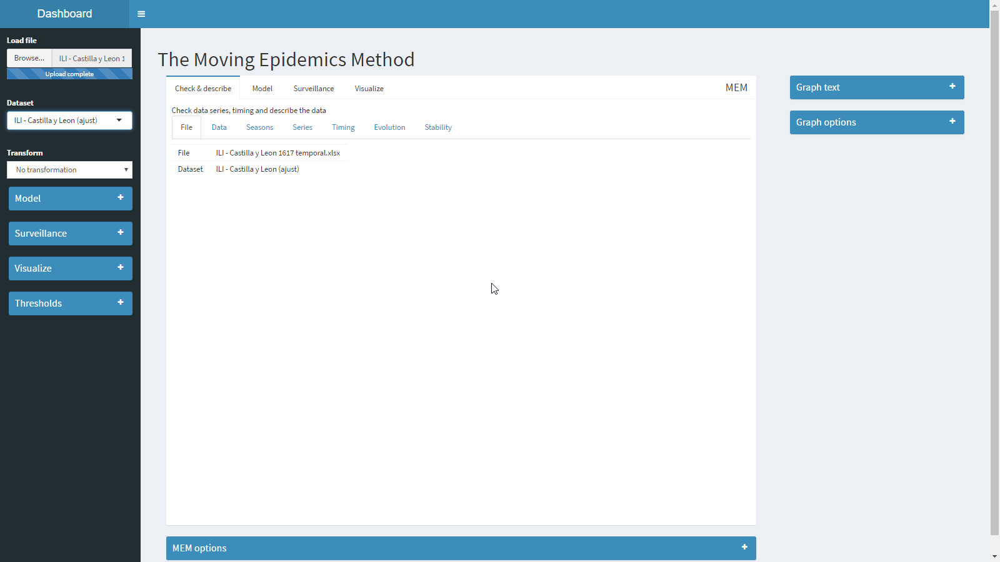 Dashboard
Load file
Browse... ILI - Castilla y Leon 1
Upload complete
Dataset
ILI - Castilla y Leon (ajust)
Transform
No transformation
Model
Surveillance
Visualize
Thresholds
The Moving Epidemics Method
Check & describe Model Surveillance Visualize MEM
Check data series, timing and describe the data
File Data Seasons Series Timing Evolution Stability
File ILI - Castilla y Leon 1617 temporal.xlsx
Dataset ILI - Castilla y Leon (ajust)
MEM options
Graph text
Graph options